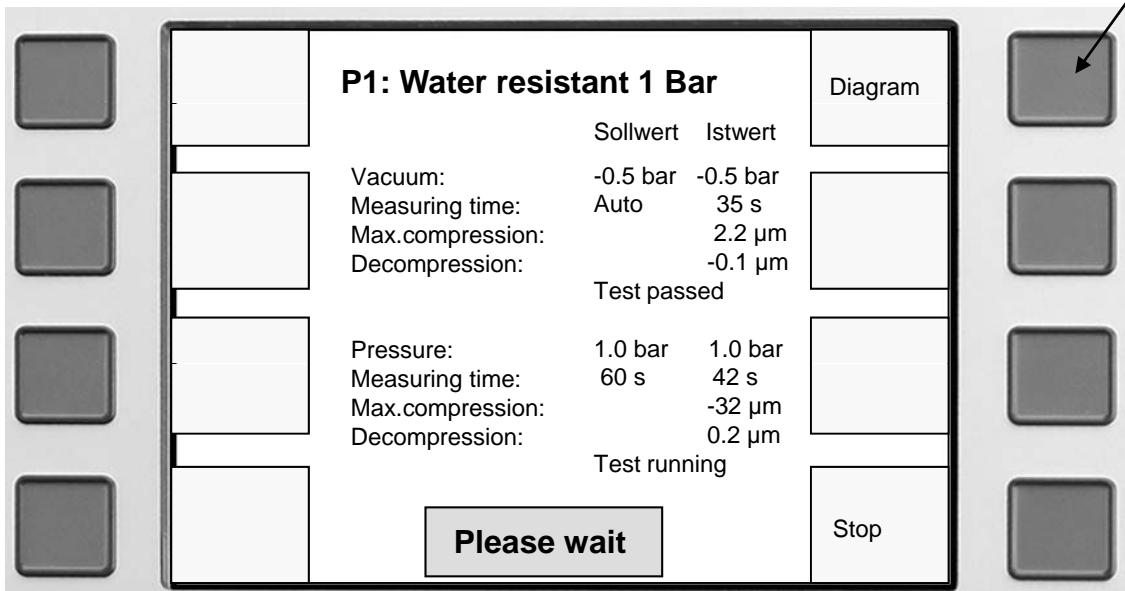 P1: Water resistant 1 Bar
Diagram
Sollwert Istwert
Vacuum: -0.5 bar -0.5 bar
Measuring time: Auto 35 s
Max.compression: 2.2 µm
Decompression: -0.1 µm
Test passed
Pressure: 1.0 bar 1.0 bar
Measuring time: 60 s 42 s
Max.compression: -32 µm
Decompression: 0.2 µm
Test running
Please wait
Stop